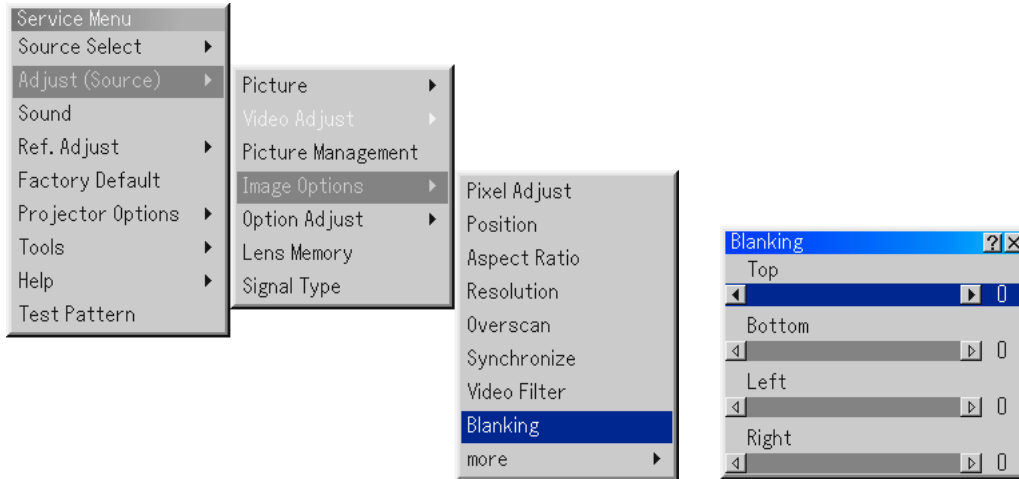 Service Menu
Source Select
Adjust (Source)
Sound
Ref. Adjust
Factory Default
Projector Options
Tools
Help
Test Pattern
Picture
Video Adjust
Picture Management
Image Options
Option Adjust
Lens Memory
Signal Type
Pixel Adjust
Position
Aspect Ratio
Resolution
Overscan
Synchronize
Video Filter
Blanking
more
Blanking ? ×
Top
0
Bottom
0
Left
0
Right
0